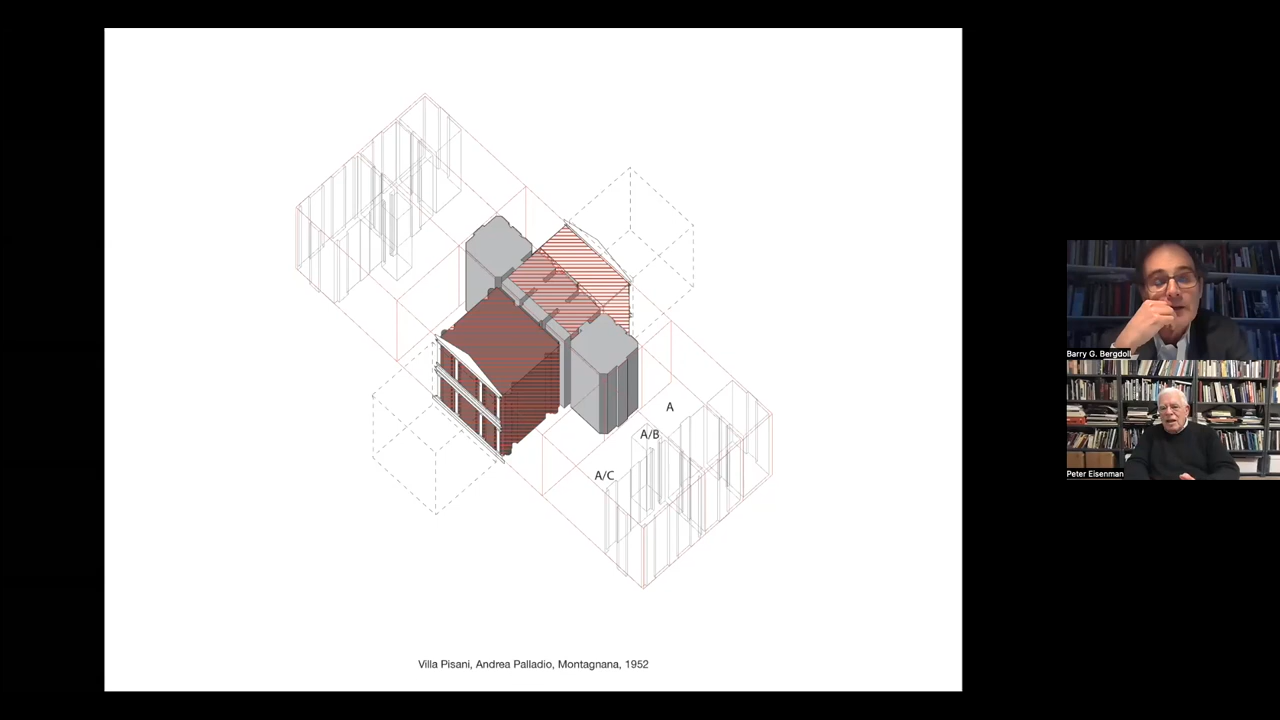 A
A/B
A/C
Villa Pisani, Andrea Palladio, Montagnana, 1952
Barry G. Bergdoll
Peter Eisenman